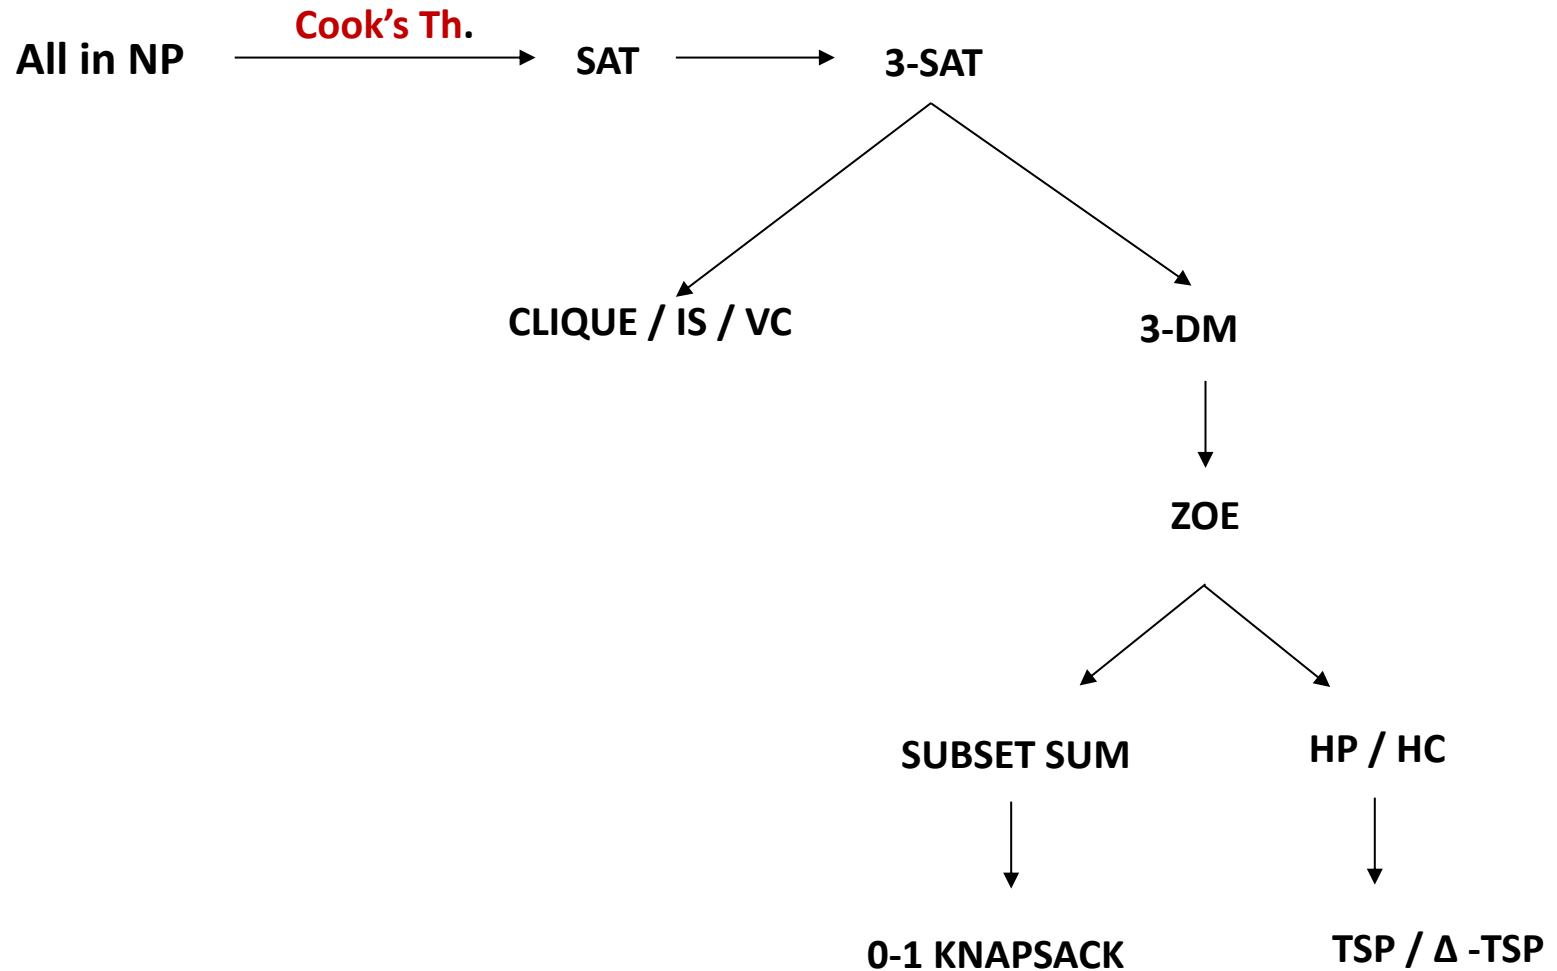 Cook's Th.
All in NP
SAT
3-SAT
CLIQUE / IS / VC
3-DM
ZOE
SUBSET SUM
HP / HC
0-1 KNAPSACK
TSP / Δ -TSP